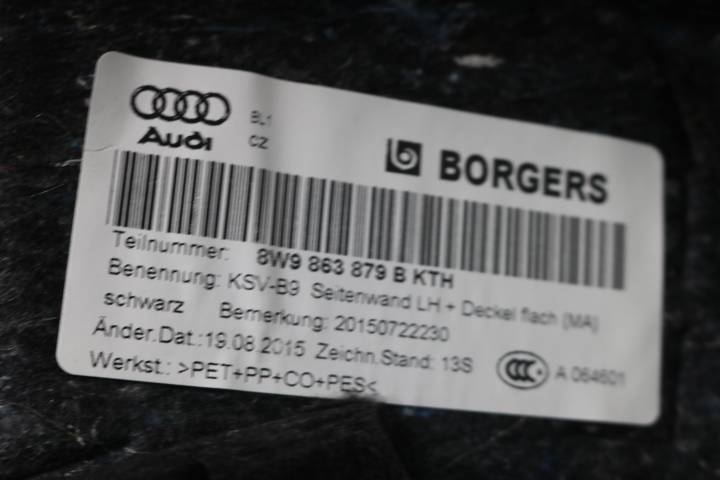 BL1
Audi CZ
BORGERS
Teilnummer: 8W9 863 879 B KTH
Benennung: KSV-B9 Seitenwand LH + Deckel flach (MA)
schwarz Bemerkung: 20150722230
Änder.Dat.:19.08.2015 Zeichn.Stand: 13S
CCC A 064601
Werkst.: >PET+PP+CO+PES<